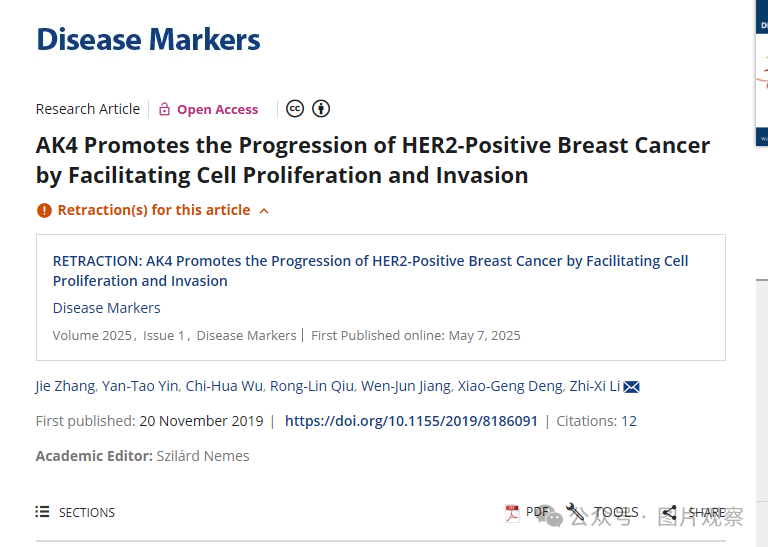 Disease Markers
Research Article Open Access cc
AK4 Promotes the Progression of HER2-Positive Breast Cancer
by Facilitating Cell Proliferation and Invasion
Retraction(s) for this article
RETRACTION: AK4 Promotes the Progression of HER2-Positive Breast Cancer by Facilitating Cell
Proliferation and Invasion
Disease Markers
Volume 2025, Issue 1, Disease Markers | First Published online: May 7, 2025
Jie Zhang, Yan-Tao Yin, Chi-Hua Wu, Rong-Lin Qiu, Wen-Jun Jiang, Xiao-Geng Deng, Zhi-Xi Li
First published: 20 November 2019 | https://doi.org/10.1155/2019/8186091 | Citations: 12
Academic Editor: Szilárd Nemes
SECTIONS PDF TOOLS SHARE
公众号 · 图片观察